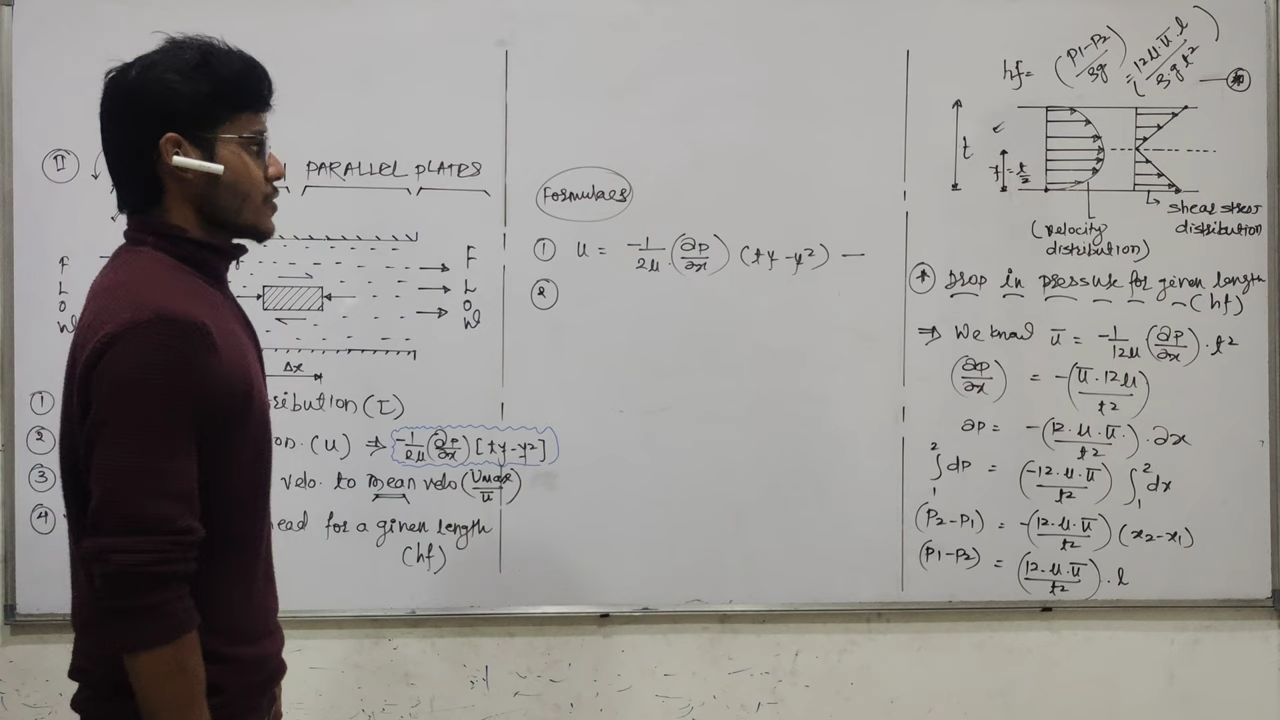 II PARALLEL PLATES
F
L
O
W
F
L
O
W
Δx
① ribution (τ)
② on. (u) ⇒ -1/2μ (∂p/∂x) [ty-y²]
③ velo. to mean velo (Umax/ū)
④ ead for a given length
(hf)
Formulaes
① u = -1/2μ . (∂p/∂x) (ty-y²) —
②
hf = (P1-P2/ρg) = (12μ.ū.l/ρ.g.t²) —
t
t/2
(velocity distribution)
shear stress distribution
* Drop in pressure for given length
(hf)
⇒ We know ū = -1/12μ (∂p/∂x) . t²
(∂p/∂x) = -(ū.12μ/t²)
∂p = -(12.μ.ū/t²) . ∂x
∫₁² dp = (-12.μ.ū/t²) ∫₁² dx
(P2-P1) = -(12.μ.ū/t²) (x2-x1)
(P1-P2) = (12.μ.ū/t²) . l